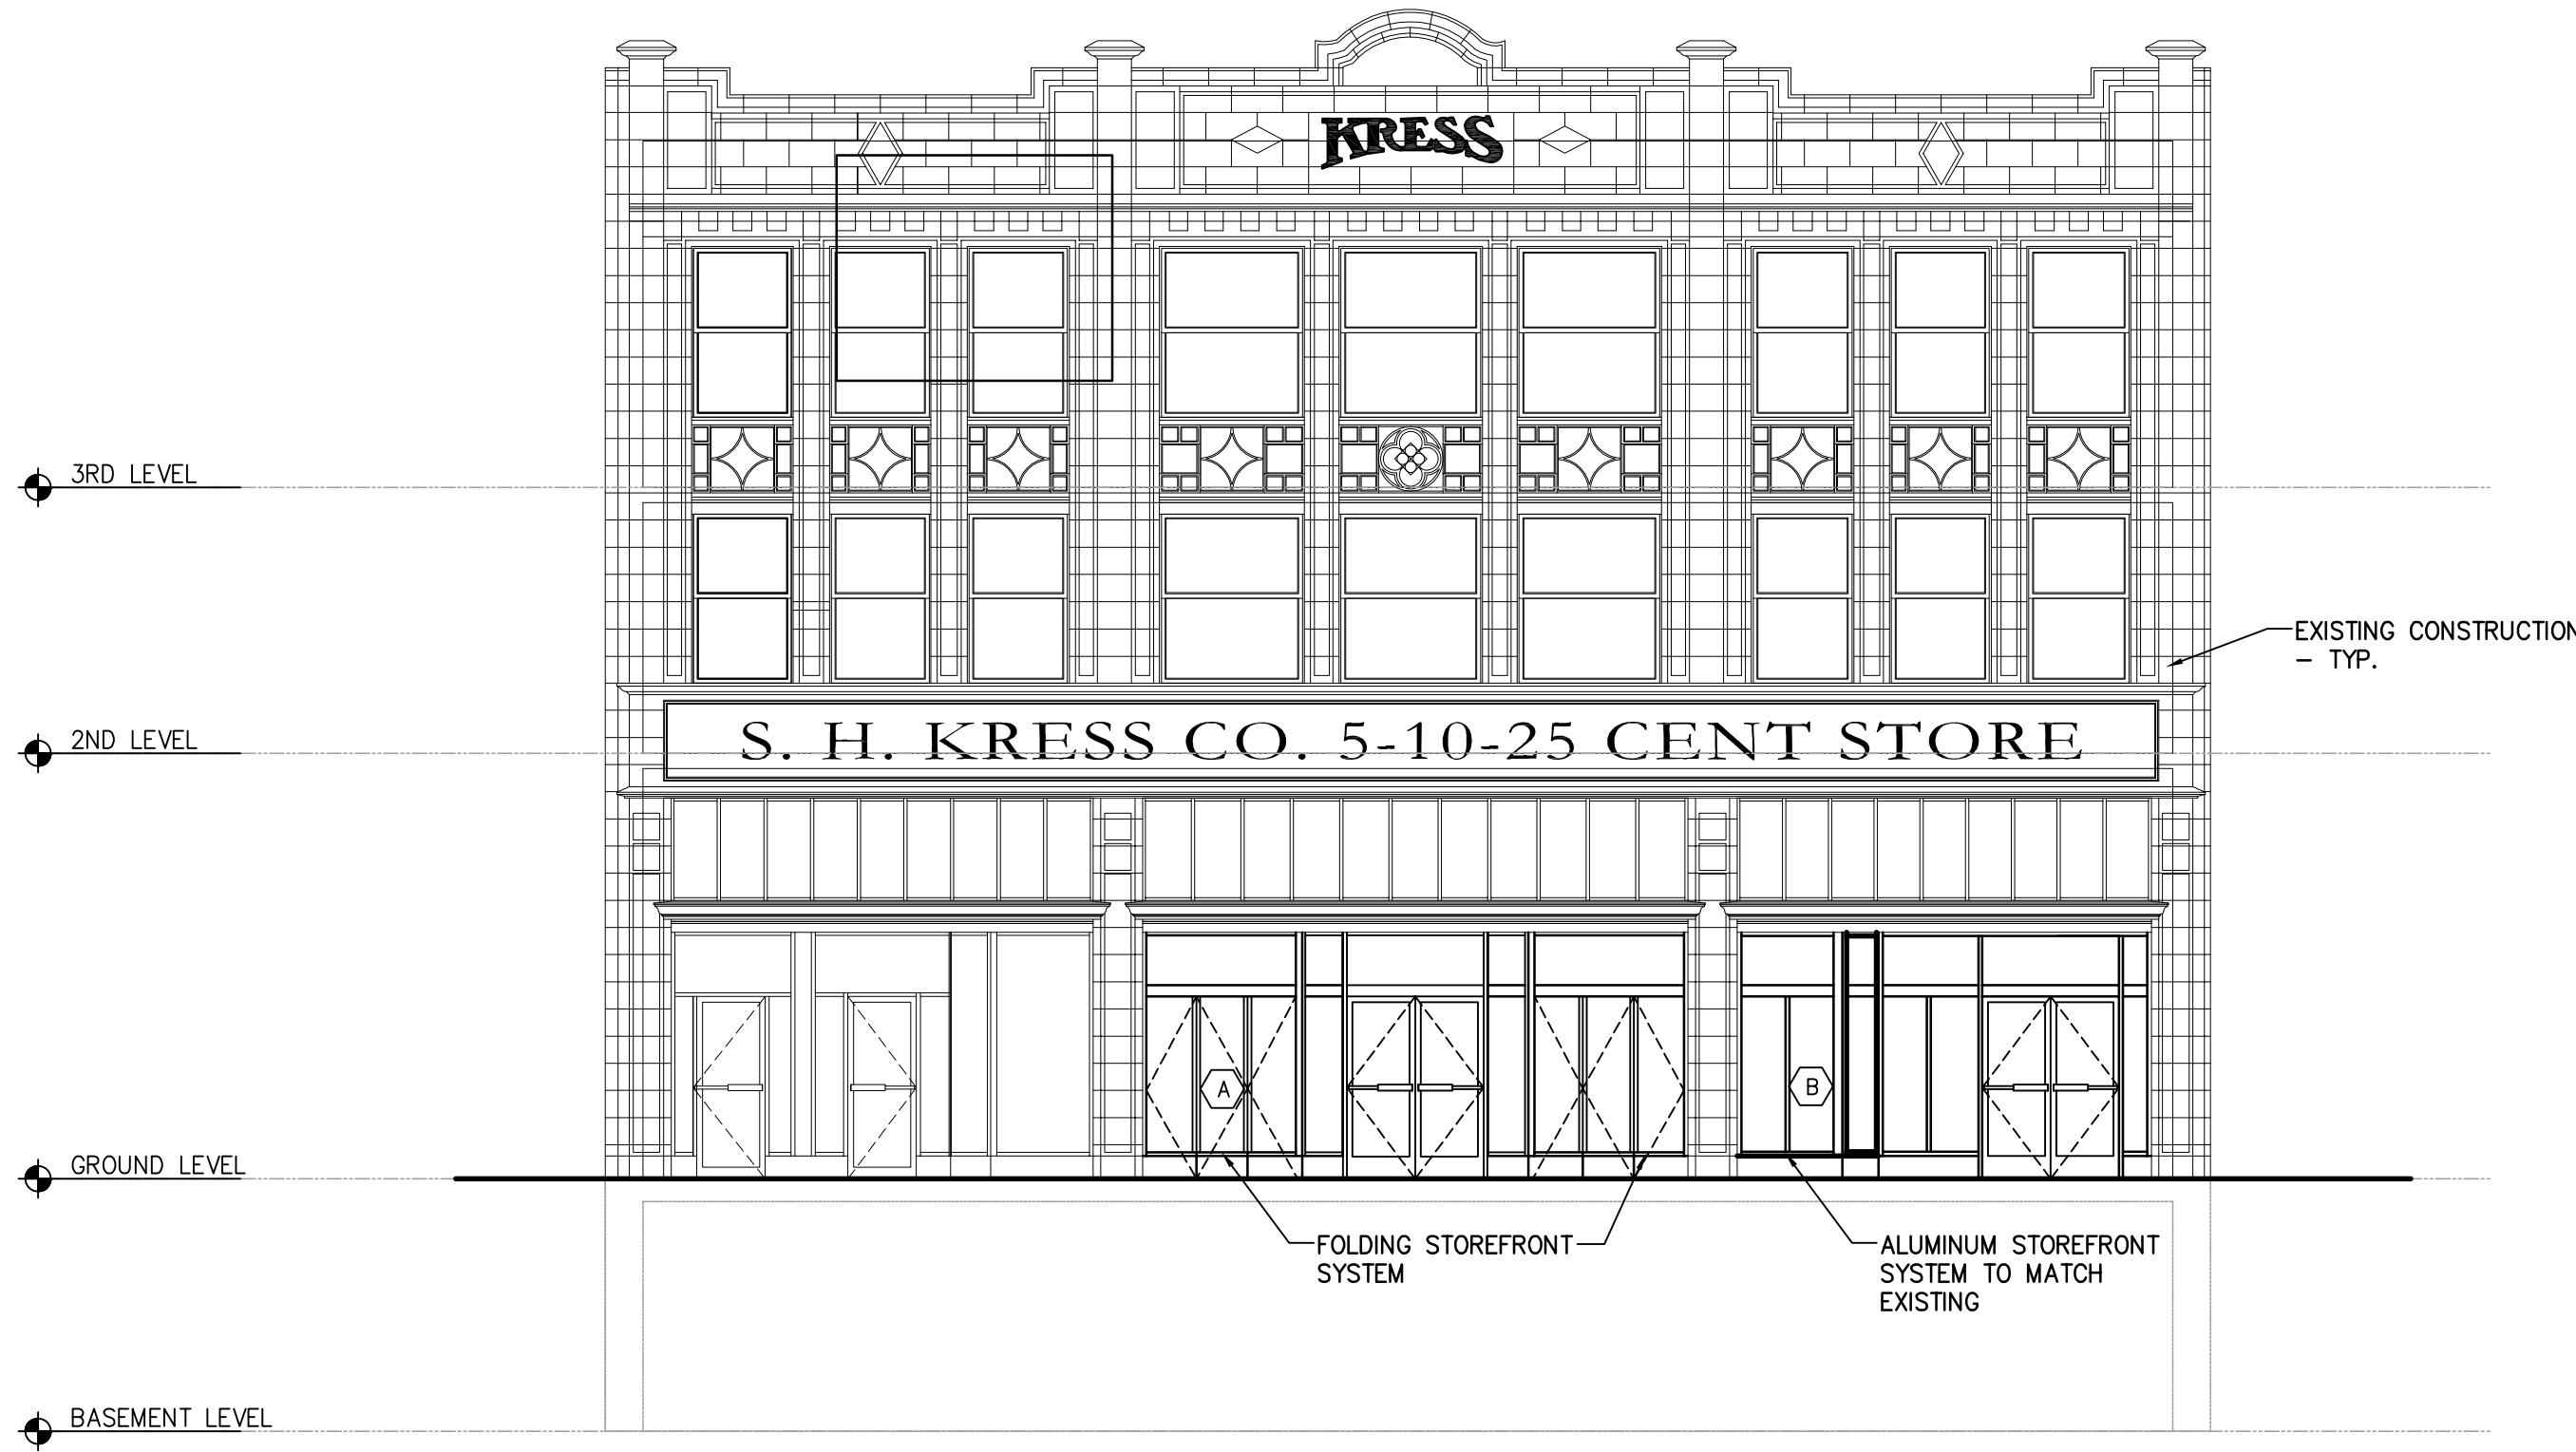 KRESS
3RD LEVEL
EXISTING CONSTRUCTION
- TYP.
2ND LEVEL
S. H. KRESS CO. 5-10-25 CENT STORE
A
B
GROUND LEVEL
FOLDING STOREFRONT
SYSTEM
ALUMINUM STOREFRONT
SYSTEM TO MATCH
EXISTING
BASEMENT LEVEL